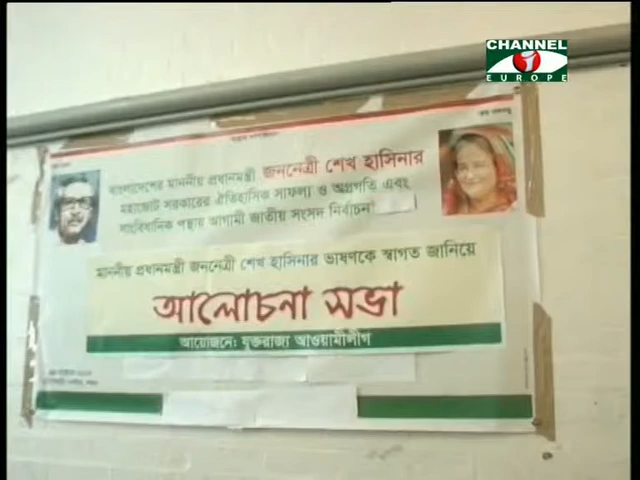 CHANNEL
i
EUROPE
বাংলাদেশের মাননীয় প্রধানমন্ত্রী জননেত্রী শেখ হাসিনার
মহাজোট সরকারের ঐতিহাসিক সাফল্য ও অগ্রগতি এবং
সাংবিধানিক পন্থায় আগামী জাতীয় সংসদ নির্বাচন
মাননীয় প্রধানমন্ত্রী জননেত্রী শেখ হাসিনার ভাষণকে স্বাগত জানিয়ে
আলোচনা সভা
আয়োজনে: যুক্তরাজ্য আওয়ামীলীগ